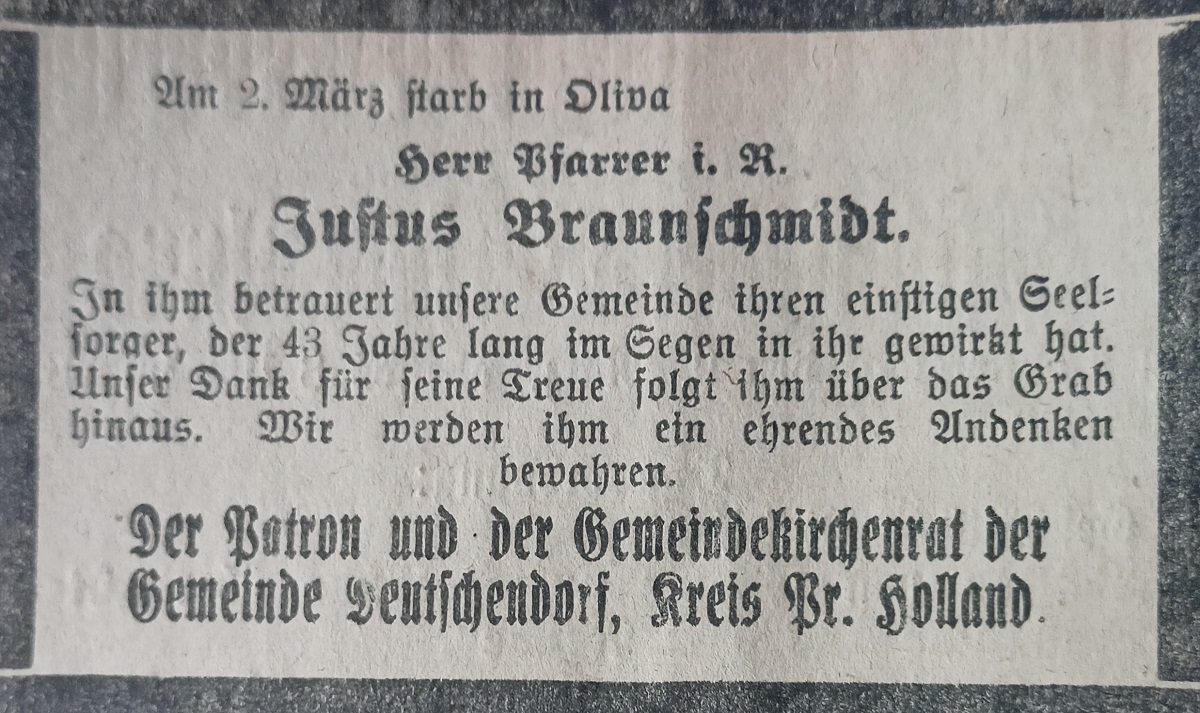 Am 2. März starb in Oliva
Herr Pfarrer i. R.
Justus Braunschmidt.
In ihm betrauert unsere Gemeinde ihren einstigen Seel-
sorger, der 43 Jahre lang im Segen in ihr gewirkt hat.
Unser Dank für seine Treue folgt ihm über das Grab
hinaus. Wir werden ihm ein ehrendes Andenken
bewahren.
Der Patron und der Gemeindekirchenrat der
Gemeinde Deutschendorf, Kreis Pr. Holland.